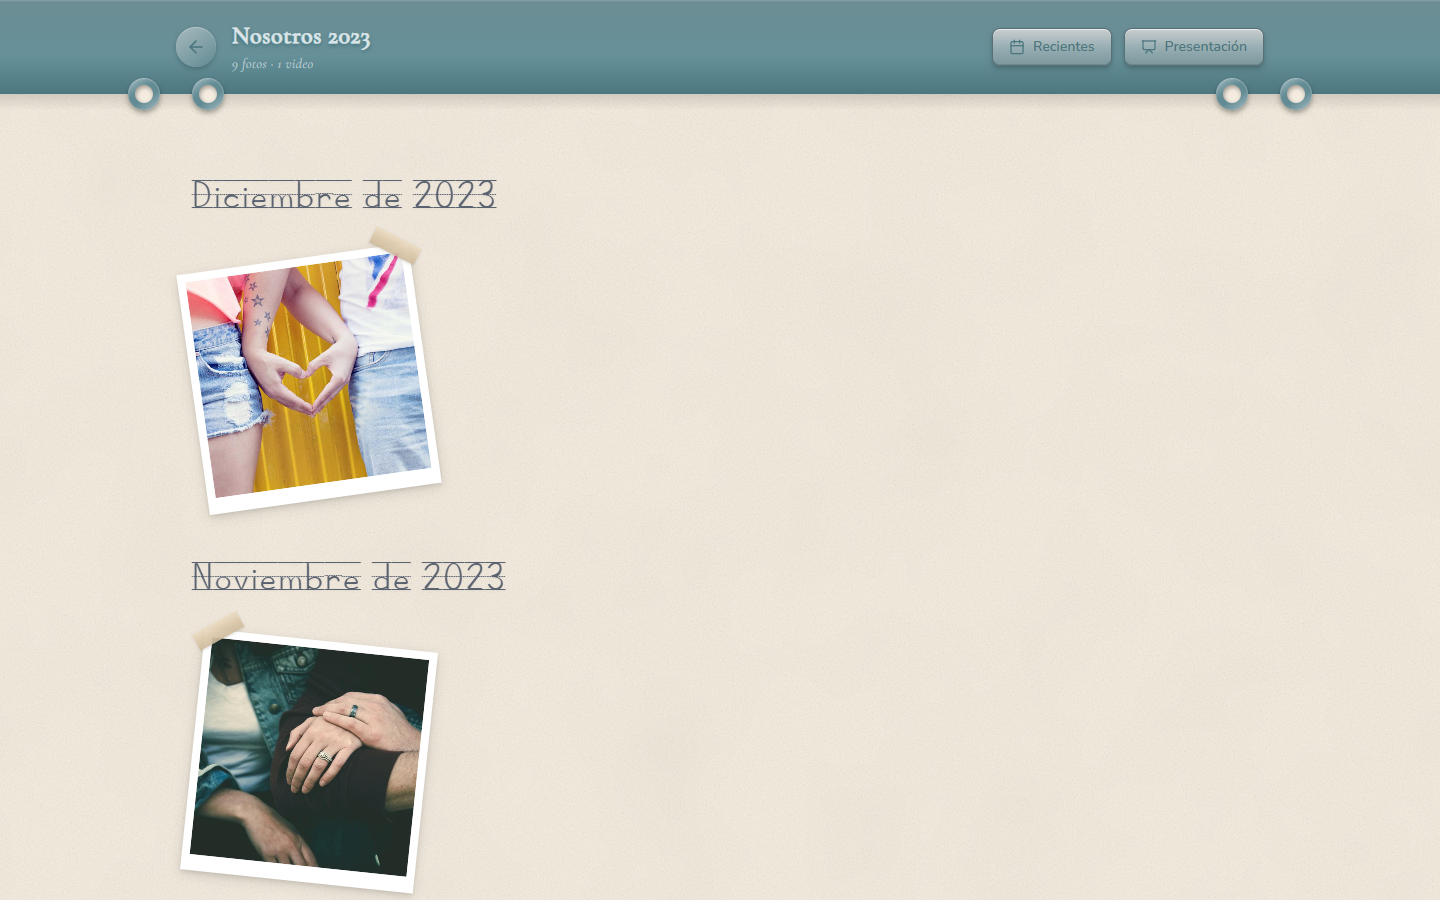 Nosotros 2023
9 fotos · 1 video
Recientes
Presentación
Diciembre de 2023
Noviembre de 2023